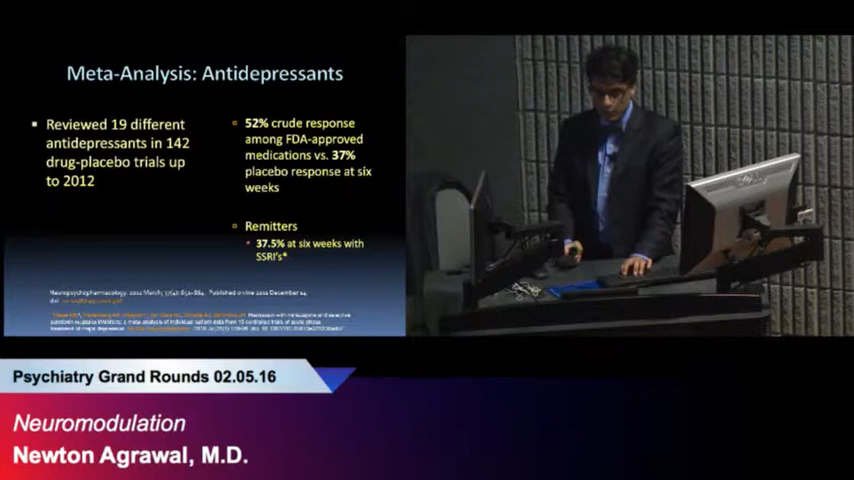 Meta-Analysis: Antidepressants
Reviewed 19 different
antidepressants in 142
drug-placebo trials up
to 2012
52% crude response
among FDA-approved
medications vs. 37%
placebo response at six
weeks
Remitters
37.5% at six weeks with
SSRI's*
Psychiatry Grand Rounds 02.05.16
Neuromodulation
Newton Agrawal, M.D.